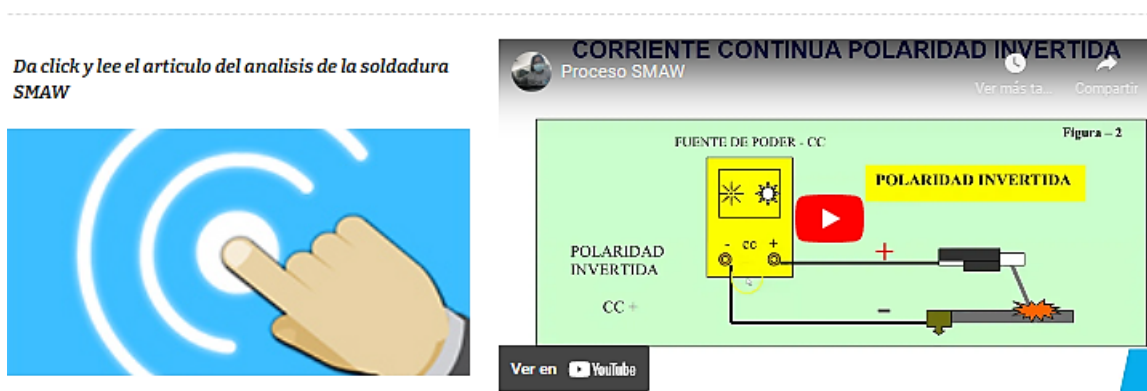 Da click y lee el articulo del analisis de la soldadura
SMAW
CORRIENTE CONTINUA POLARIDAD INVERTIDA
Proceso SMAW
Ver más ta...
Compartir
Figura – 2
FUENTE DE PODER - CC
POLARIDAD INVERTIDA
- cc +
+
POLARIDAD
INVERTIDA
CC +
-
Ver en YouTube